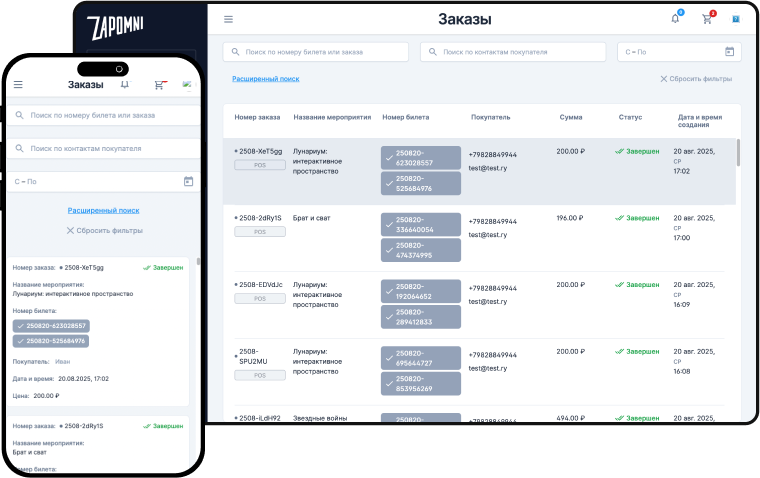 ZAPOMNI
Заказы
9
2
Поиск по номеру билета или заказа
Поиск по контактам покупателя
С – По
Расширенный поиск
Сбросить фильтры
Номер заказа
Название мероприятия
Номер билета
Покупатель
Сумма
Статус
Дата и время
создания
2508-XeT5gg
POS
Лунариум:
интерактивное
пространство
250820-
623028557
250820-
525684976
+79828849944
test@test.ry
200.00 ₽
Завершен
20 авг. 2025,
СР
17:02
2508-2dRy1S
POS
Брат и сват
250820-
336640054
250820-
474374995
+79828849944
test@test.ry
196.00 ₽
Завершен
20 авг. 2025,
СР
17:00
2508-EDVdJc
POS
Лунариум:
интерактивное
пространство
250820-
192064652
250820-
289412833
+79828849944
test@test.ry
200.00 ₽
Завершен
20 авг. 2025,
СР
16:09
2508-
SPU2MU
POS
Лунариум:
интерактивное
пространство
250820-
695644727
250820-
853956269
+79828849944
test@test.ry
200.00 ₽
Завершен
20 авг. 2025,
СР
16:08
2508-iLdH92
Звездные войны
250820-
+79828849944
494.00 ₽
Завершен
20 авг. 2025,
Заказы
Поиск по номеру билета или заказа
Поиск по контактам покупателя
С – По
Расширенный поиск
Сбросить фильтры
Номер заказа: 2508-XeT5gg
Завершен
Название мероприятия:
Лунариум: интерактивное пространство
Номер билета:
250820-623028557
250820-525684976
Покупатель: Иван
Дата и время: 20.08.2025, 17:02
Цена: 200.00 ₽
Номер заказа: 2508-2dRy1S
Завершен
Название мероприятия:
Брат и сват
Номер билета: